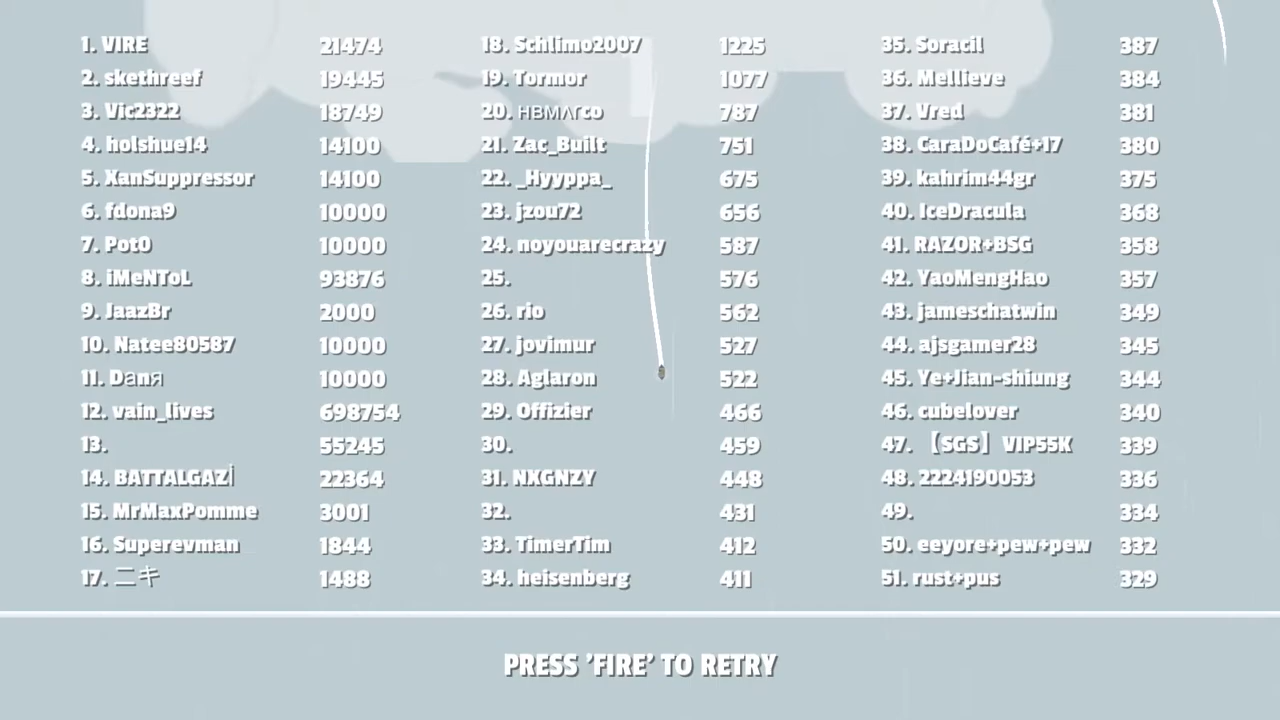 1. VIRE 21474
2. skethreef 19445
3. Vic2322 18749
4. holshue14 14100
5. XanSuppressor 14100
6. fdona9 10000
7. Pot0 10000
8. iMeNToL 93876
9. JaazBr 2000
10. Natee80587 10000
11. Dаnя 10000
12. vain_lives 698754
13. 55245
14. BATTALGAZİ 22364
15. MrMaxPomme 3001
16. Superevman 1844
17. 二キ 1488
18. Schlimo2007 1225
19. Tormor 1077
20. нвмʌгco 787
21. Zac_Built 751
22. _Hyyppa_ 675
23. jzou72 656
24. noyouarecrazy 587
25. 576
26. rio 562
27. jovimur 527
28. Aglaron 522
29. Offizier 466
30. 459
31. NXGNZY 448
32. 431
33. TimerTim 412
34. heisenberg 411
35. Soracil 387
36. Mellieve 384
37. Vred 381
38. CaraDoCafé+17 380
39. kahrim44gr 375
40. IceDracula 368
41. RAZOR+BSG 358
42. YaoMengHao 357
43. jameschatwin 349
44. ajsgamer28 345
45. Ye+Jian-shiung 344
46. cubelover 340
47. 【SGS】VIP55K 339
48. 2224190053 336
49. 334
50. eeyore+pew+pew 332
51. rust+pus 329
PRESS 'FIRE' TO RETRY